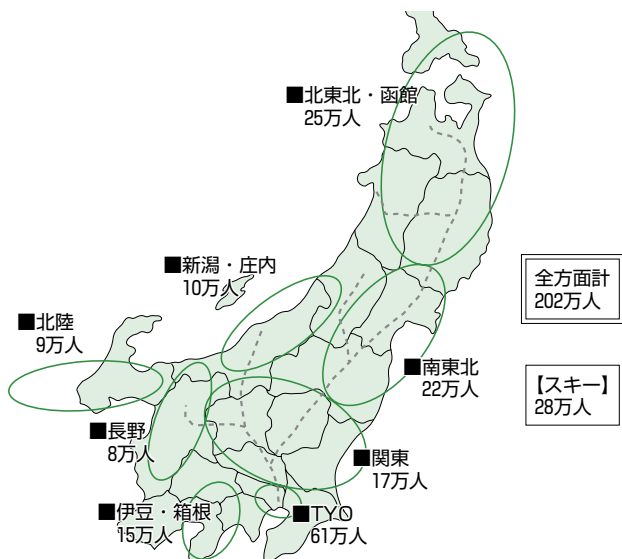 ■北東北・函館
25万人
■新潟・庄内
10万人
全方面計
202万人
■北陸
9万人
■南東北
22万人
【スキー】
28万人
■長野
8万人
■関東
17万人
■伊豆・箱根
15万人
■TYO
61万人